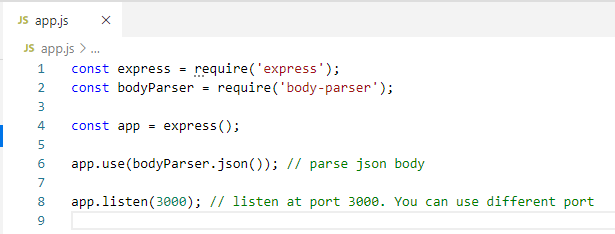 JS app.js ×
JS app.js > ...
1 const express = require('express');
2 const bodyParser = require('body-parser');
3
4 const app = express();
5
6 app.use(bodyParser.json()); // parse json body
7
8 app.listen(3000); // listen at port 3000. You can use different port
9